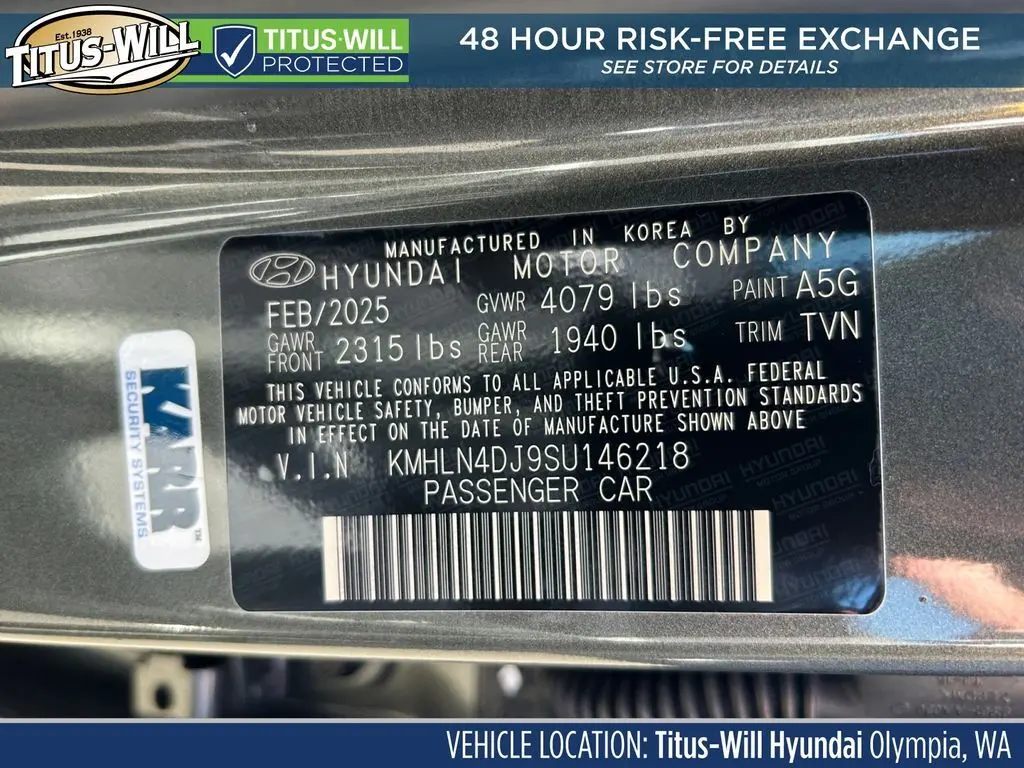 Est. 1938
TITUS-WILL
TITUS-WILL
PROTECTED
48 HOUR RISK-FREE EXCHANGE
SEE STORE FOR DETAILS
MANUFACTURED IN KOREA BY
HYUNDAI MOTOR COMPANY
FEB/2025 GVWR 4079 lbs PAINT A5G
GAWR FRONT 2315 lbs GAWR REAR 1940 lbs TRIM TVN
THIS VEHICLE CONFORMS TO ALL APPLICABLE U.S.A. FEDERAL
MOTOR VEHICLE SAFETY, BUMPER, AND THEFT PREVENTION STANDARDS
IN EFFECT ON THE DATE OF MANUFACTURE SHOWN ABOVE
V.I.N KMHLN4DJ9SU146218
PASSENGER CAR
KARR
SECURITY SYSTEMS
VEHICLE LOCATION: Titus-Will Hyundai Olympia, WA